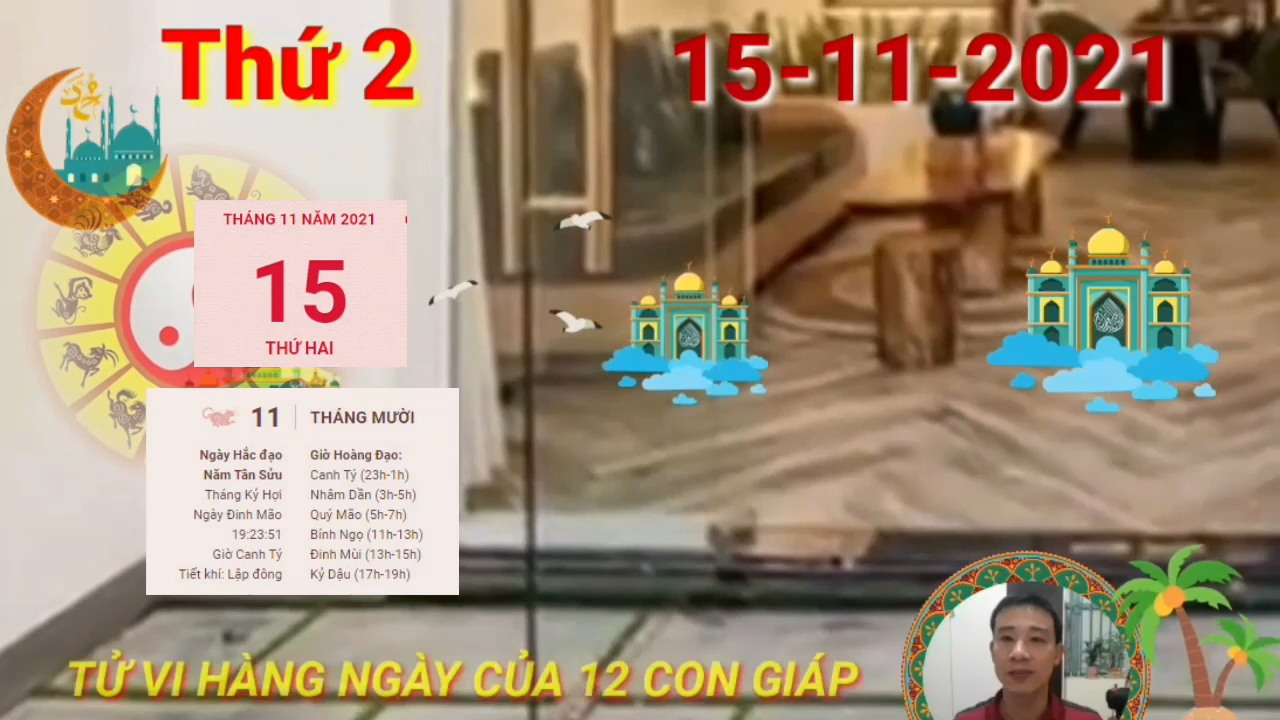 Thứ 2
15-11-2021
THÁNG 11 NĂM 2021
15
THỨ HAI
11 THÁNG MƯỜI
Ngày Hắc đạo
Năm Tân Sửu
Tháng Kỷ Hợi
Ngày Đinh Mão
19:23:51
Giờ Canh Tý
Tiết khí: Lập đông
Giờ Hoàng Đạo:
Canh Tý (23h-1h)
Nhâm Dần (3h-5h)
Quý Mão (5h-7h)
Bính Ngọ (11h-13h)
Đinh Mùi (13h-15h)
Kỷ Dậu (17h-19h)
TỬ VI HÀNG NGÀY CỦA 12 CON GIÁP